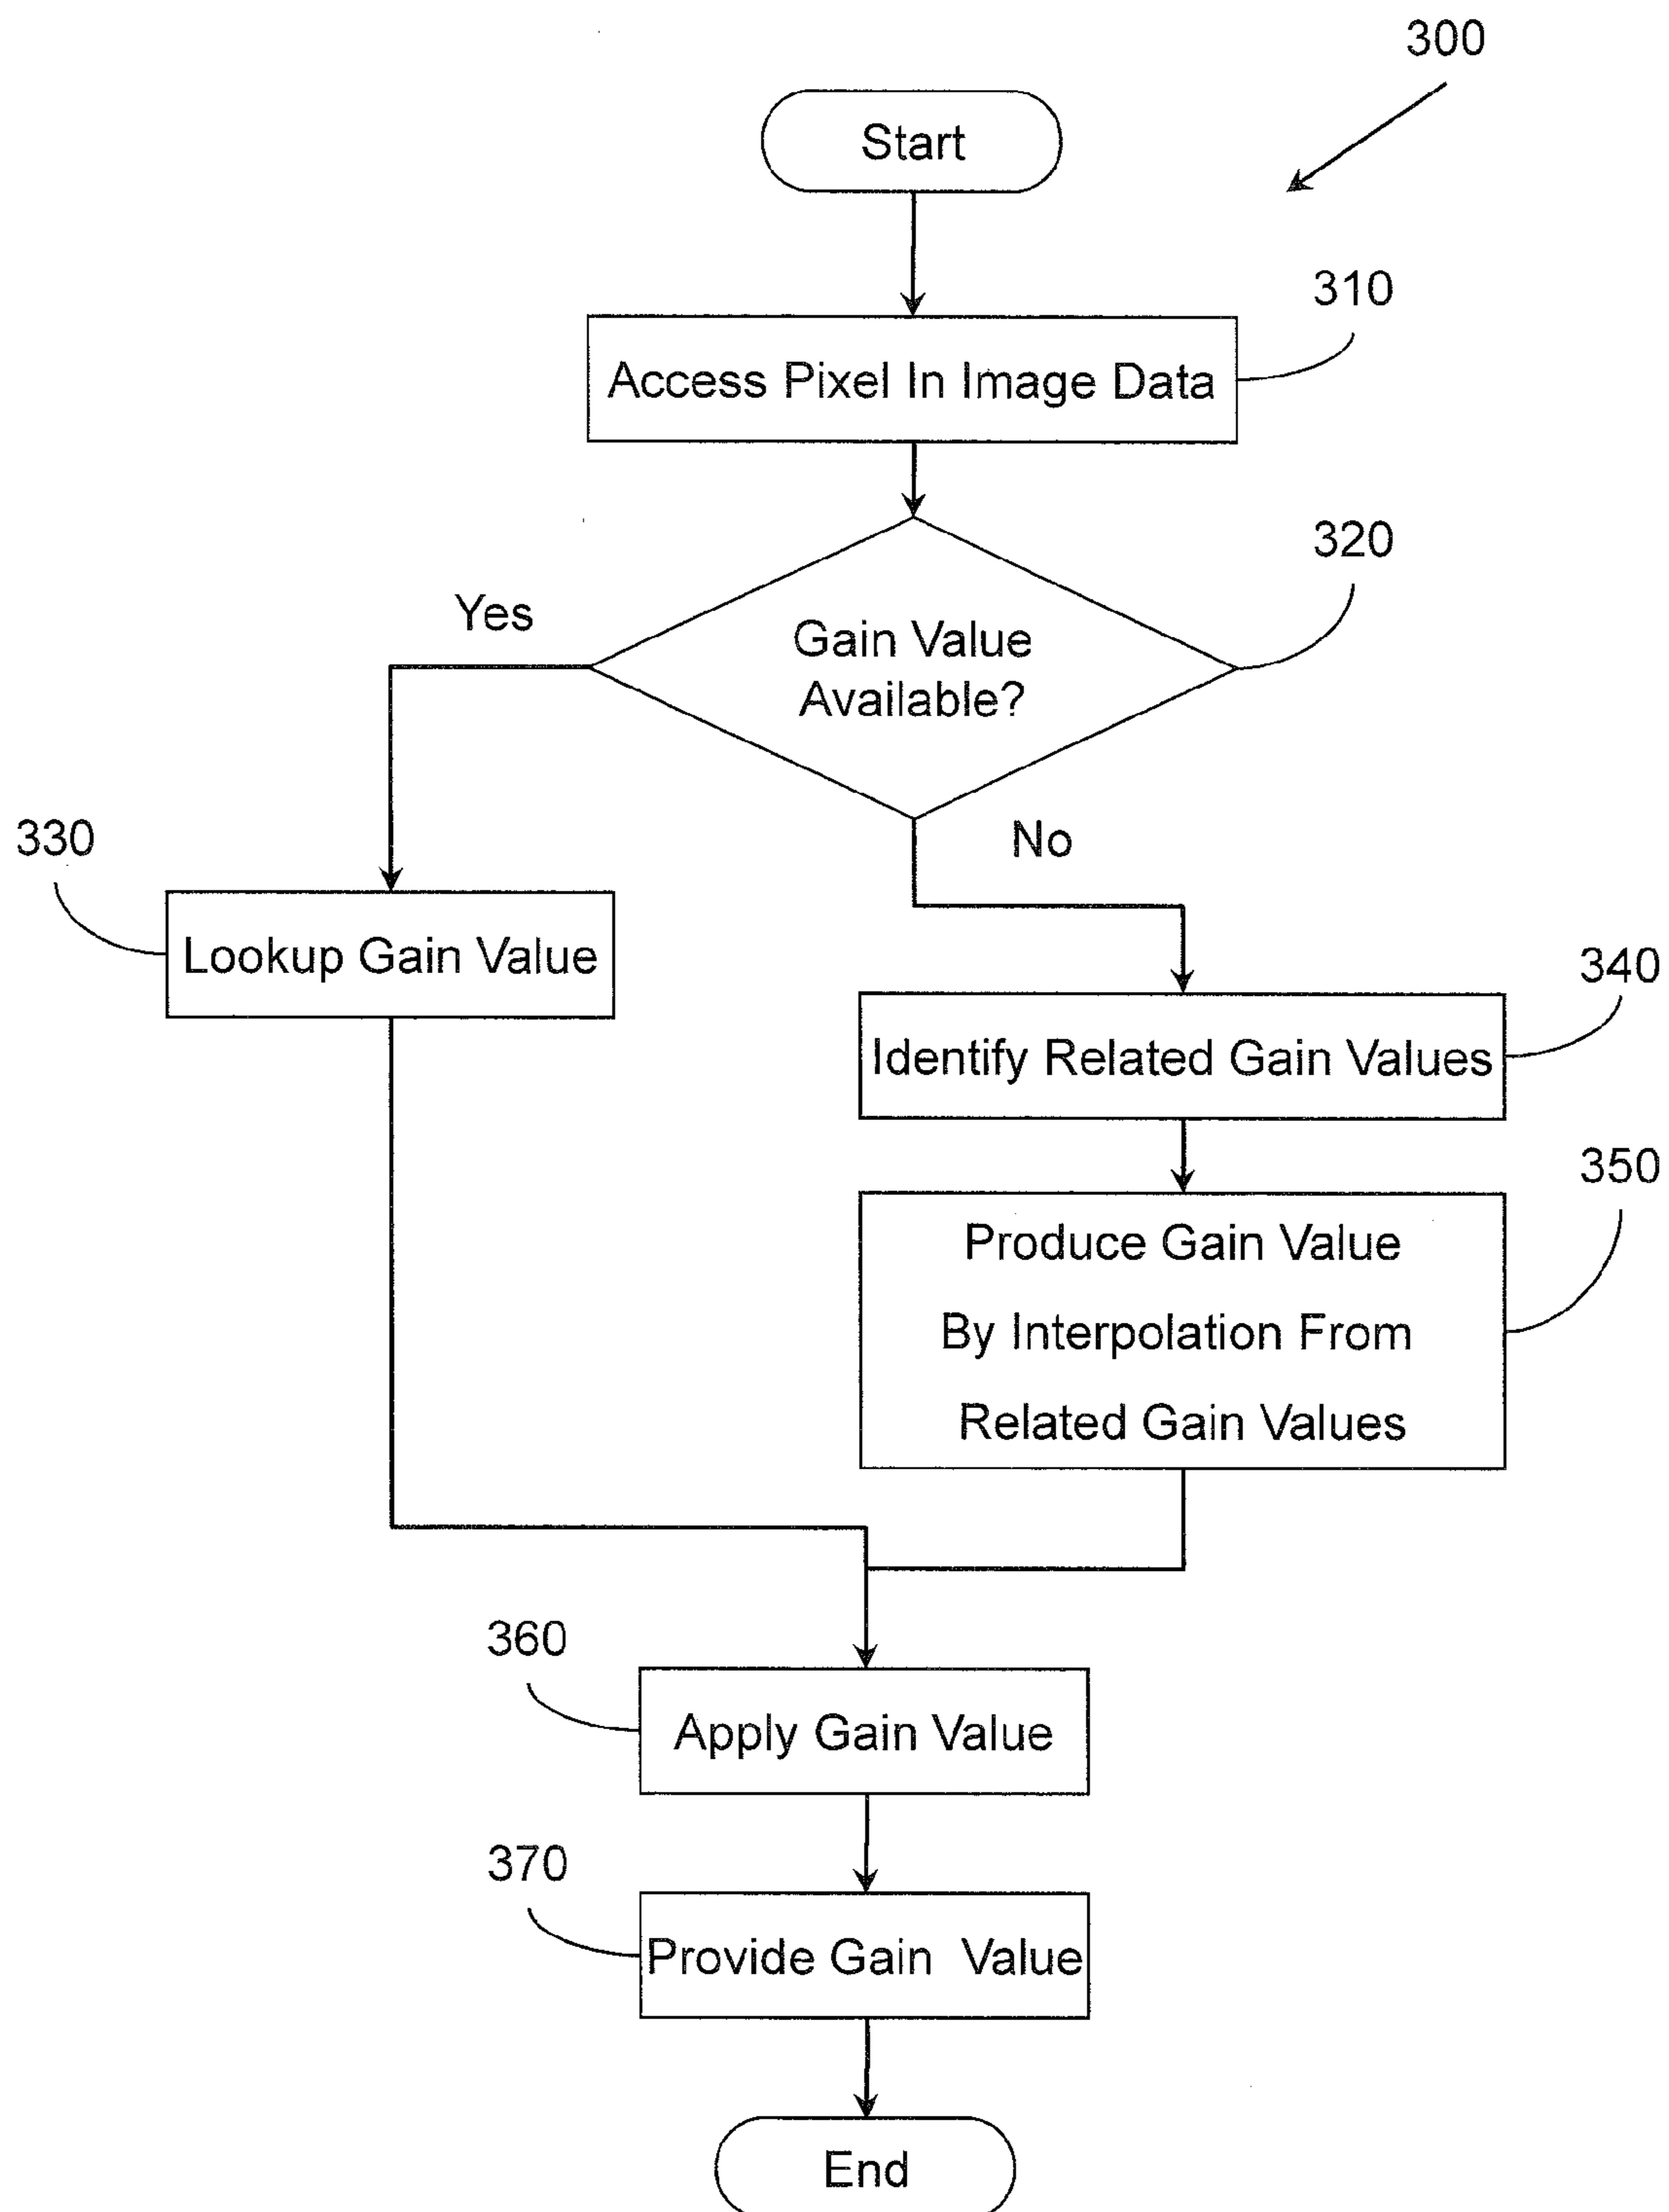 300
Start
310
Access Pixel In Image Data
320
Yes
Gain Value
Available?
No
330
Lookup Gain Value
340
Identify Related Gain Values
350
Produce Gain Value
By Interpolation From
Related Gain Values
360
Apply Gain Value
370
Provide Gain Value
End